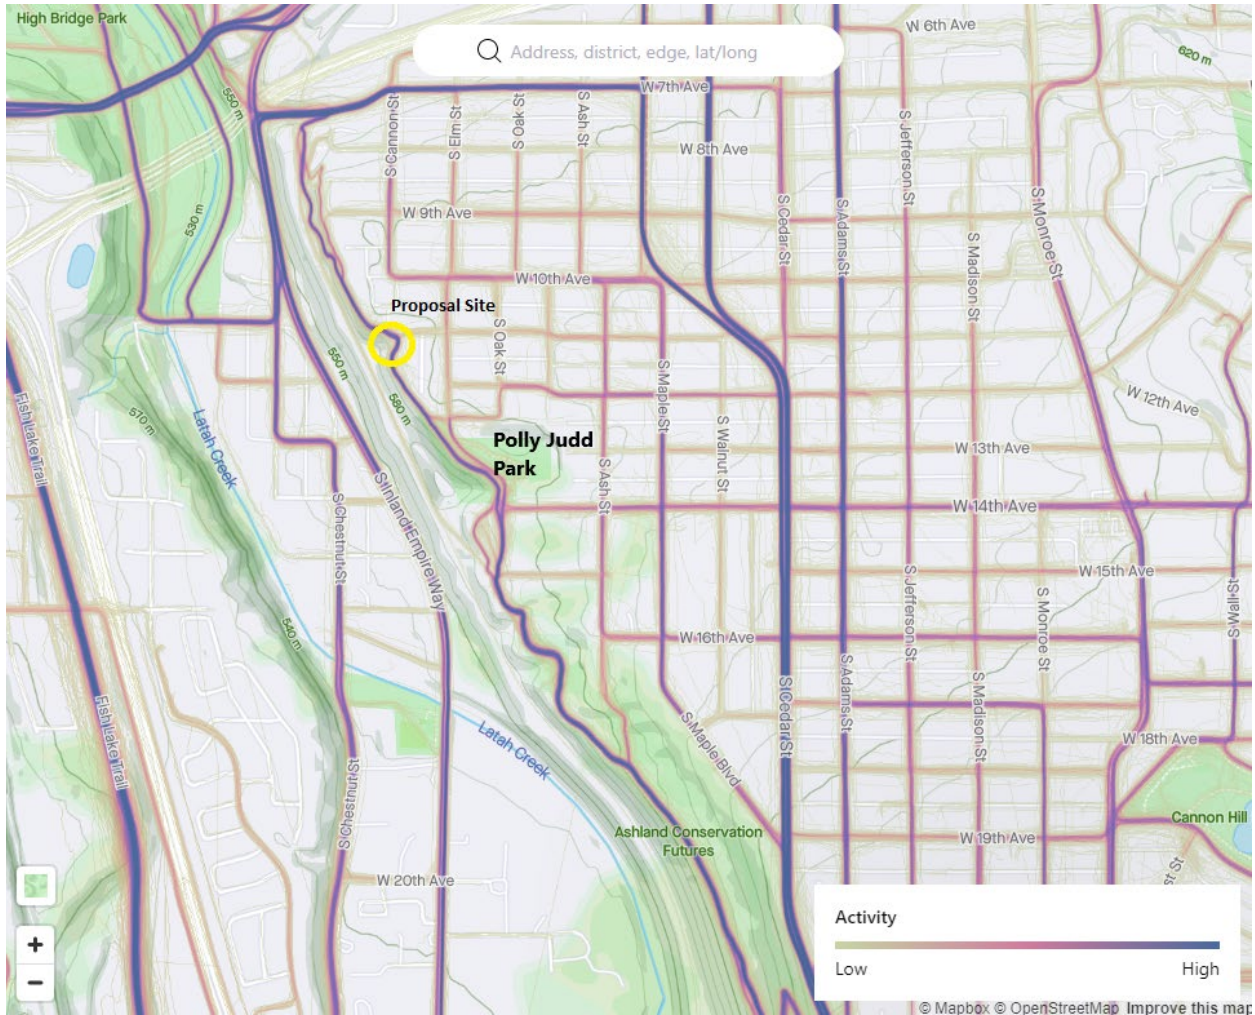 High Bridge Park
Address, district, edge, lat/long
W 6th Ave
620 m
550 m
W 7th Ave
S Cannon St
S Elm St
S Oak St
S Ash St
S Jefferson St
W 8th Ave
530 m
W 9th Ave
S Cedar St
S Adams St
S Monroe St
S Madison St
W 10th Ave
Proposal Site
S Oak St
550 m
580 m
S Maple St
W 12th Ave
Fish Lake Trail
570 m
Latah Creek
Polly Judd
Park
S Walnut St
W 13th Ave
S Ash St
S Chestnut St
S Inland Empire Way
W 14th Ave
W 15th Ave
S Jefferson St
S Monroe St
S Wall St
540 m
W 16th Ave
S Adams St
S Cedar St
S Madison St
Fish Lake Trail
Latah Creek
S Maple Blvd
W 18th Ave
S Chestnut St
Cannon Hill
Ashland Conservation
Futures
W 19th Ave
W 20th Ave
st St
Activity
Low
High
+
−
© Mapbox © OpenStreetMap Improve this map